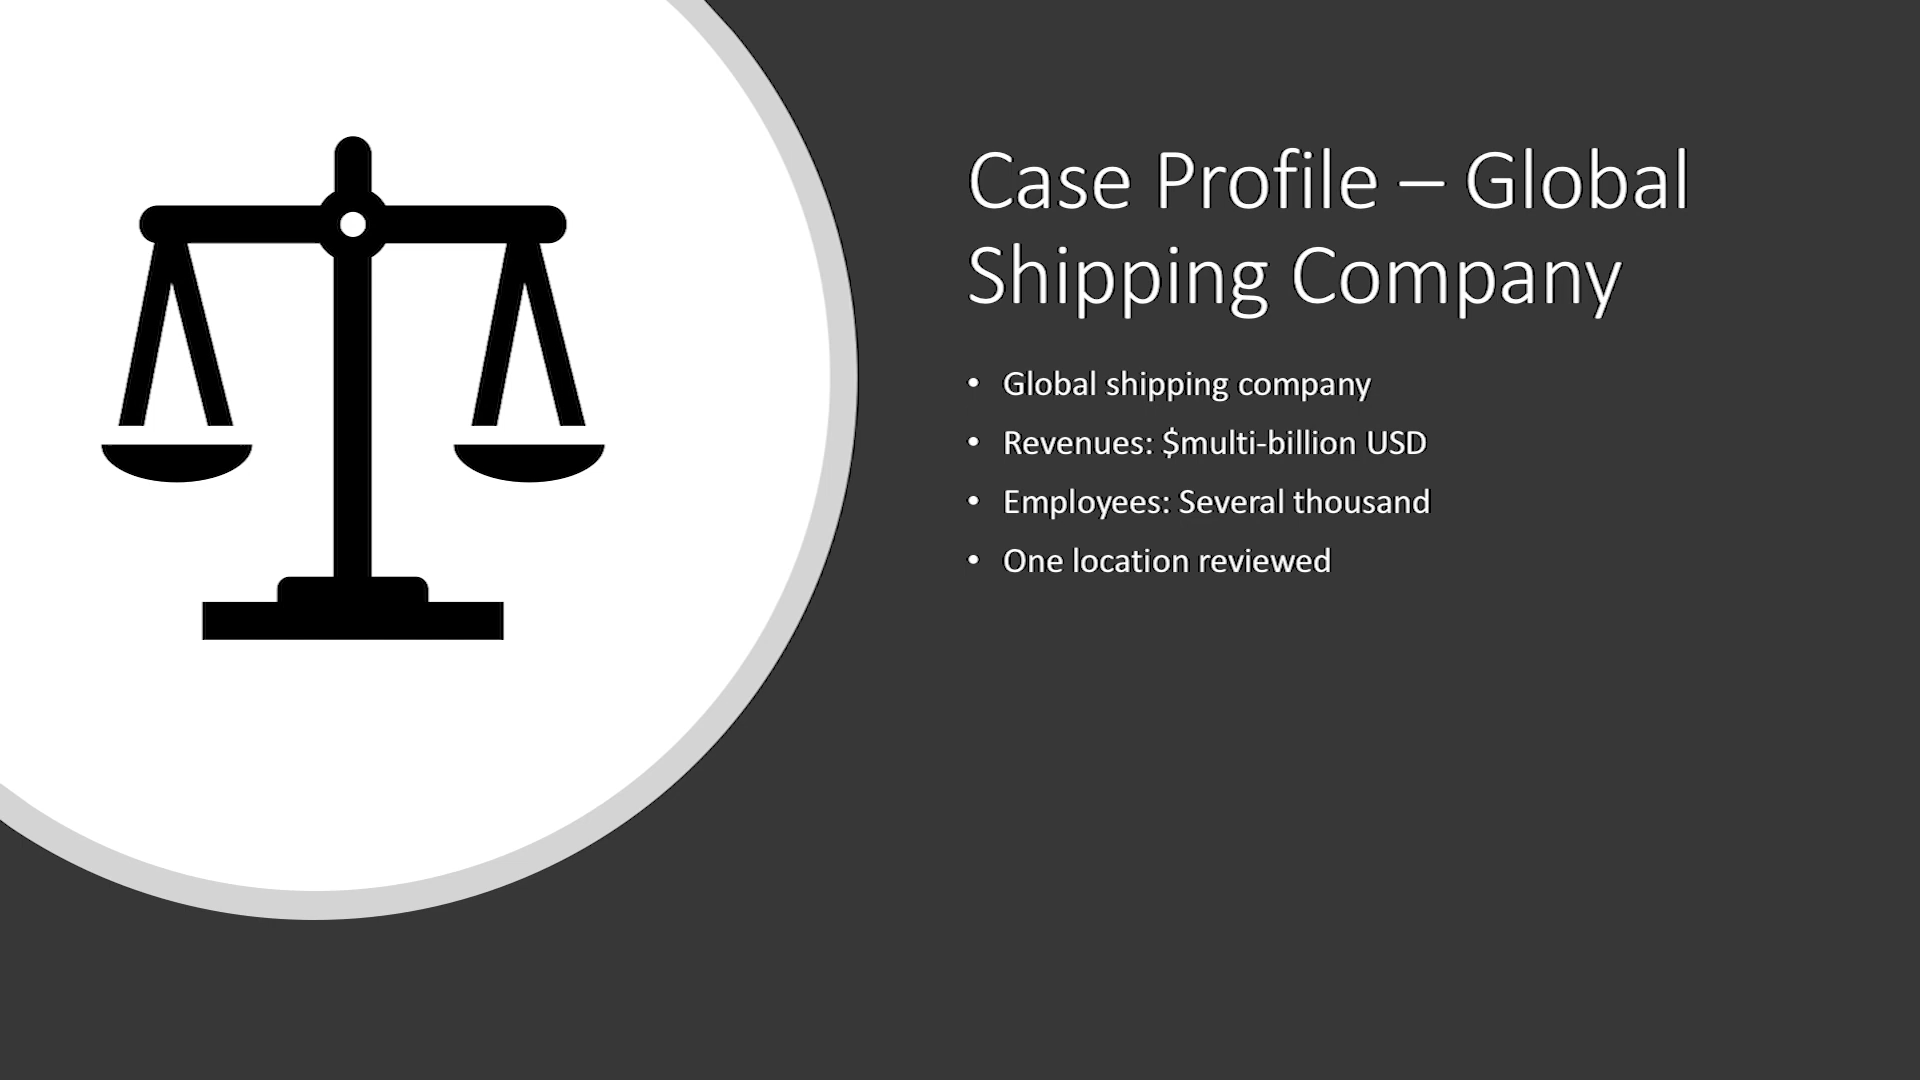 Case Profile – Global
Shipping Company
• Global shipping company
• Revenues: $multi-billion USD
• Employees: Several thousand
• One location reviewed